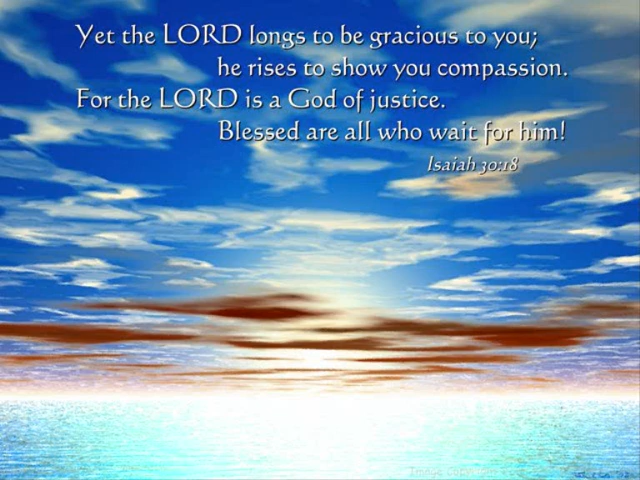 Yet the LORD longs to be gracious to you;
he rises to show you compassion.
For the LORD is a God of justice.
Blessed are all who wait for him!
Isaiah 30:18